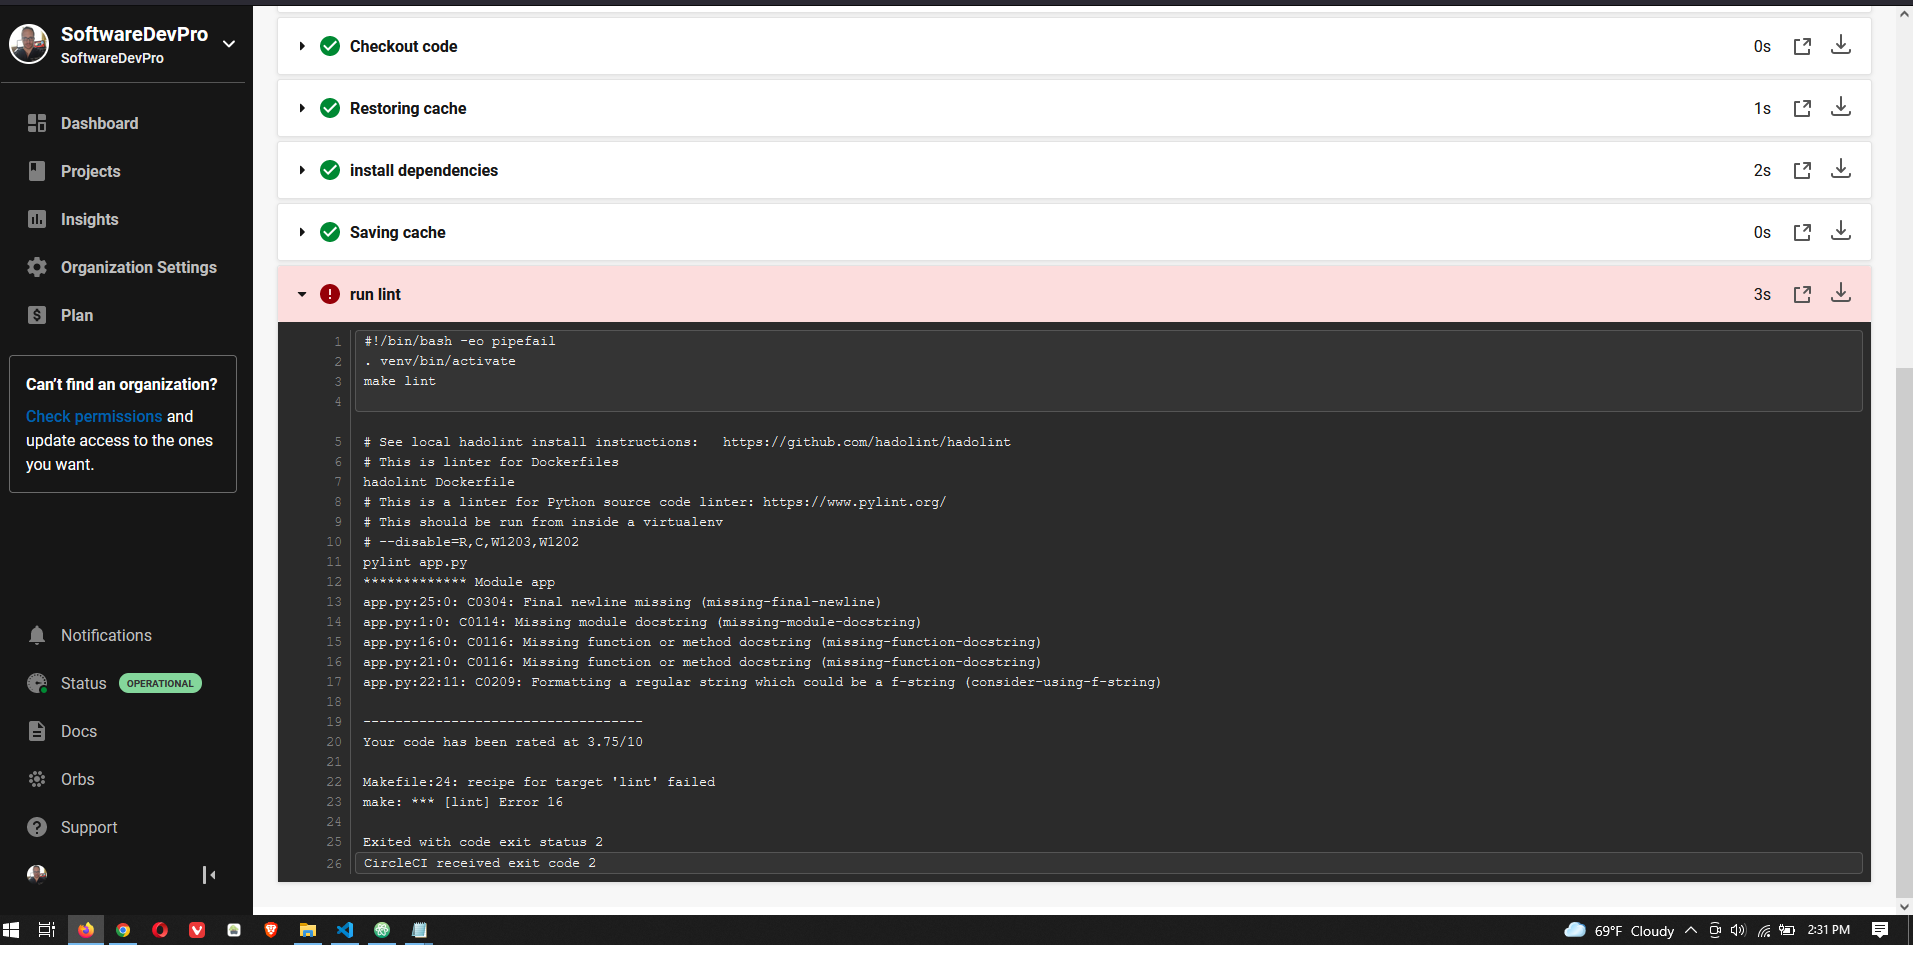 SoftwareDevPro
SoftwareDevPro
Dashboard
Projects
Insights
Organization Settings
Plan
Can't find an organization?
Check permissions and
update access to the ones
you want.
Notifications
Status OPERATIONAL
Docs
Orbs
Support
Checkout code 0s
Restoring cache 1s
install dependencies 2s
Saving cache 0s
run lint 3s
1 #!/bin/bash -eo pipefail
2 . venv/bin/activate
3 make lint
4
5 # See local hadolint install instructions:   https://github.com/hadolint/hadolint
6 # This is linter for Dockerfiles
7 hadolint Dockerfile
8 # This is a linter for Python source code linter: https://www.pylint.org/
9 # This should be run from inside a virtualenv
10 # --disable=R,C,W1203,W1202
11 pylint app.py
12 ************* Module app
13 app.py:25:0: C0304: Final newline missing (missing-final-newline)
14 app.py:1:0: C0114: Missing module docstring (missing-module-docstring)
15 app.py:16:0: C0116: Missing function or method docstring (missing-function-docstring)
16 app.py:21:0: C0116: Missing function or method docstring (missing-function-docstring)
17 app.py:22:11: C0209: Formatting a regular string which could be a f-string (consider-using-f-string)
18
19 -----------------------------------
20 Your code has been rated at 3.75/10
21
22 Makefile:24: recipe for target 'lint' failed
23 make: *** [lint] Error 16
24
25 Exited with code exit status 2
26 CircleCI received exit code 2
69°F Cloudy 2:31 PM